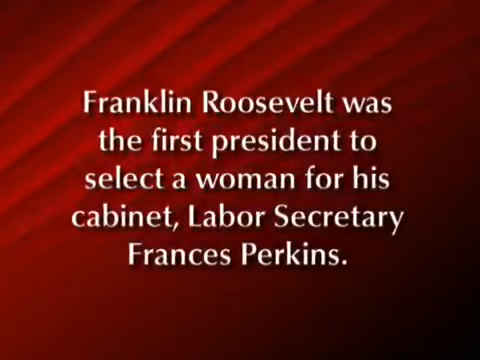 Franklin Roosevelt was
the first president to
select a woman for his
cabinet, Labor Secretary
Frances Perkins.